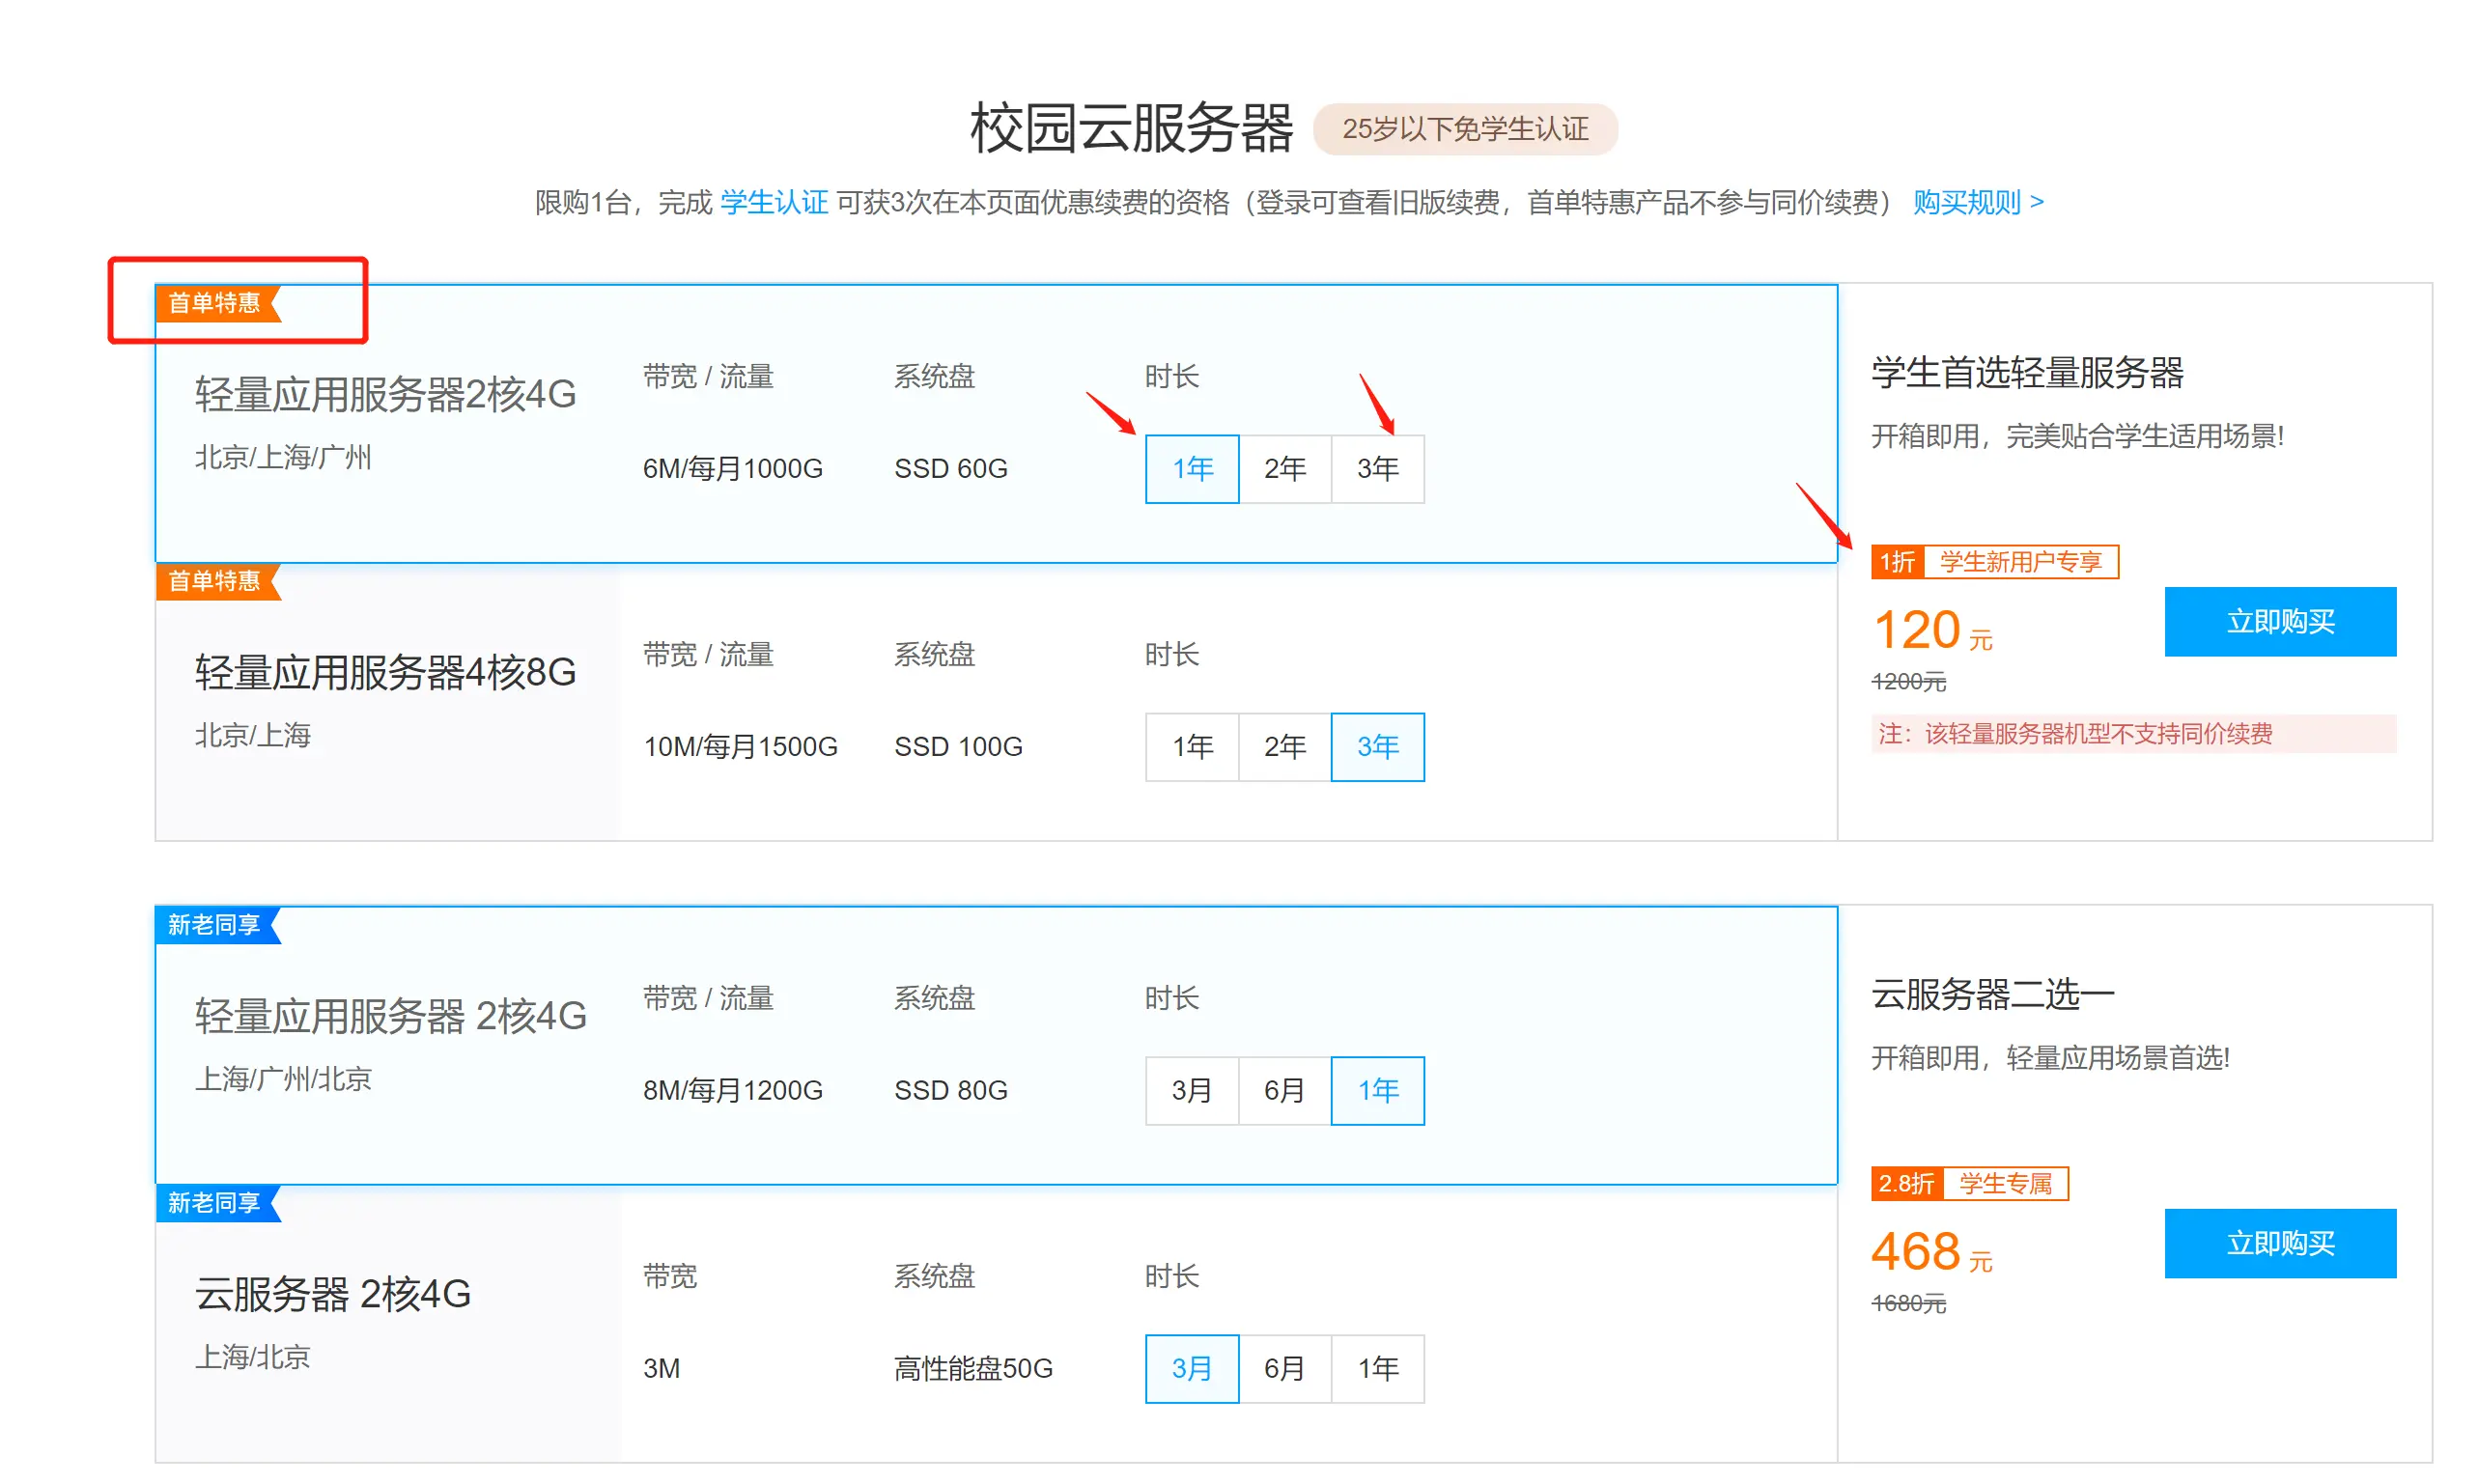 校园云服务器 25岁以下免学生认证
限购1台，完成 学生认证 可获3次在本页面优惠续费的资格（登录可查看旧版续费，首单特惠产品不参与同价续费） 购买规则 >
首单特惠
轻量应用服务器2核4G
北京/上海/广州
带宽 / 流量 系统盘 时长
6M/每月1000G SSD 60G 1年 2年 3年
首单特惠
轻量应用服务器4核8G
北京/上海
带宽 / 流量 系统盘 时长
10M/每月1500G SSD 100G 1年 2年 3年
学生首选轻量服务器
开箱即用，完美贴合学生适用场景!
1折 学生新用户专享
120 元
立即购买
1200元
注：该轻量服务器机型不支持同价续费
新老同享
轻量应用服务器 2核4G
上海/广州/北京
带宽 / 流量 系统盘 时长
8M/每月1200G SSD 80G 3月 6月 1年
新老同享
云服务器 2核4G
上海/北京
带宽 系统盘 时长
3M 高性能盘50G 3月 6月 1年
云服务器二选一
开箱即用，轻量应用场景首选!
2.8折 学生专属
468 元
立即购买
1680元